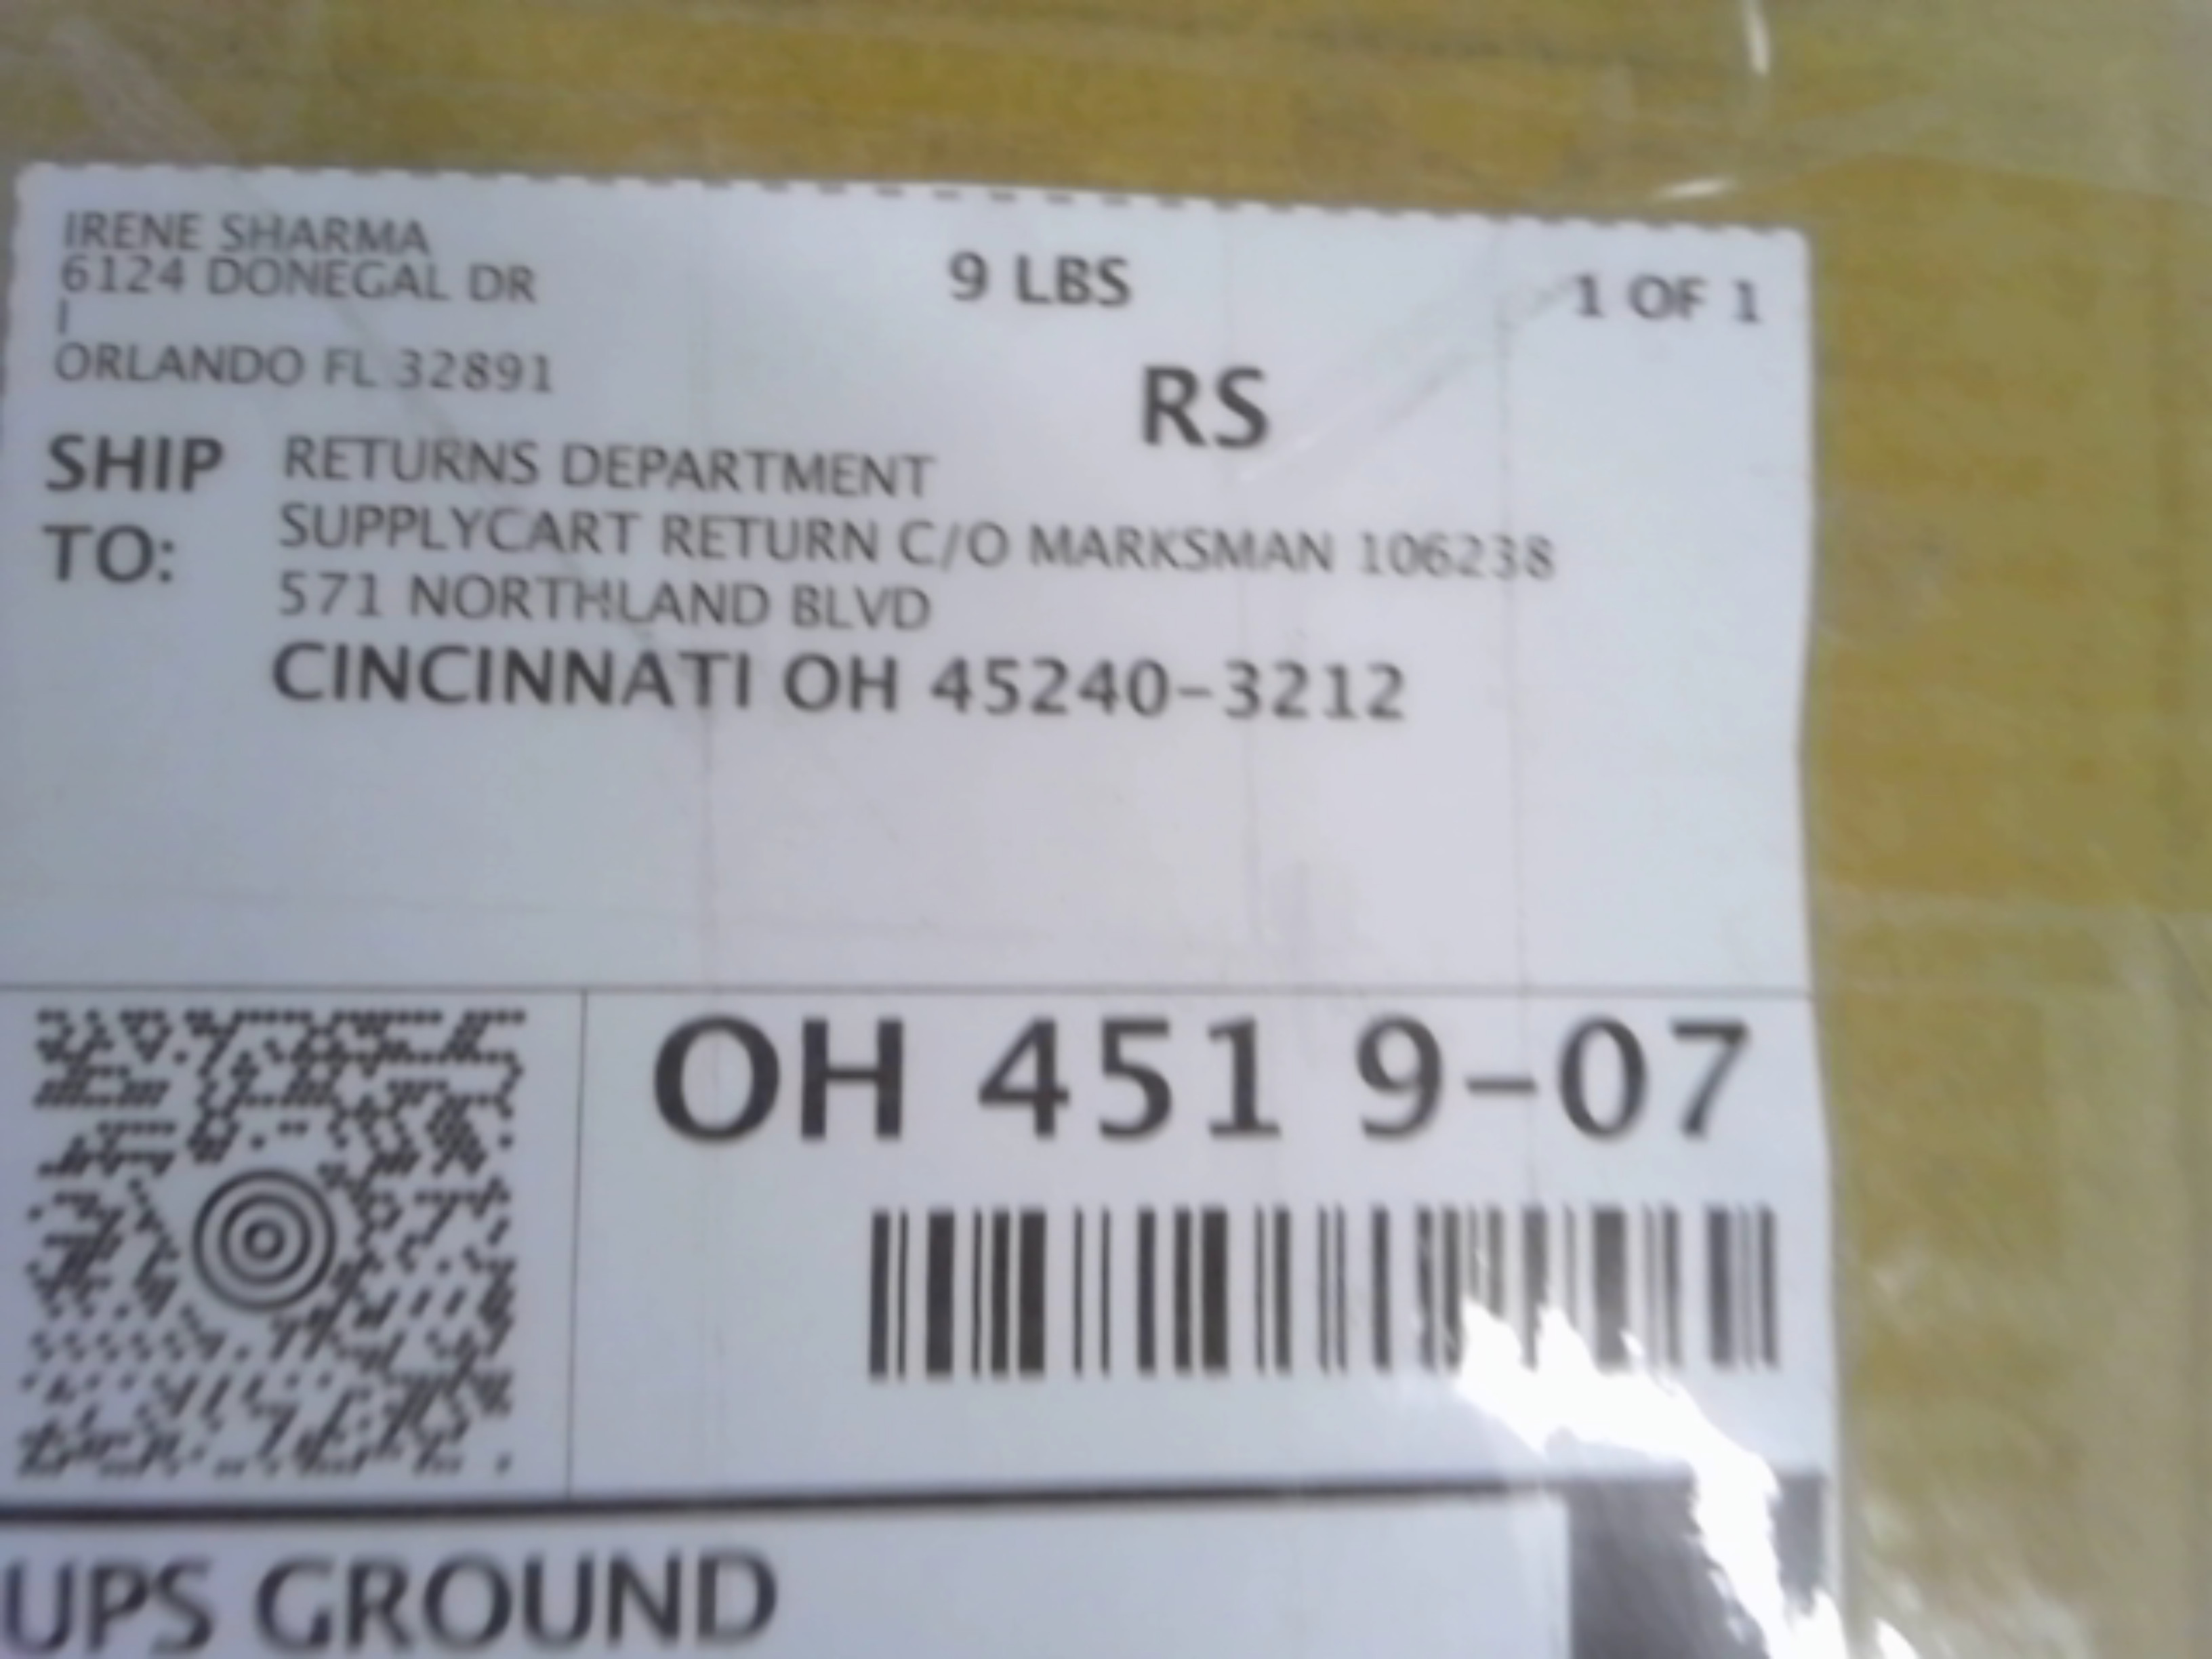 IRENE SHARMA
6124 DONEGAL DR
I
ORLANDO FL 32891
9 LBS
1 OF 1
RS
SHIP TO:
RETURNS DEPARTMENT
SUPPLYCART RETURN C/O MARKSMAN 106238
571 NORTHLAND BLVD
CINCINNATI OH 45240-3212
OH 451 9-07
UPS GROUND